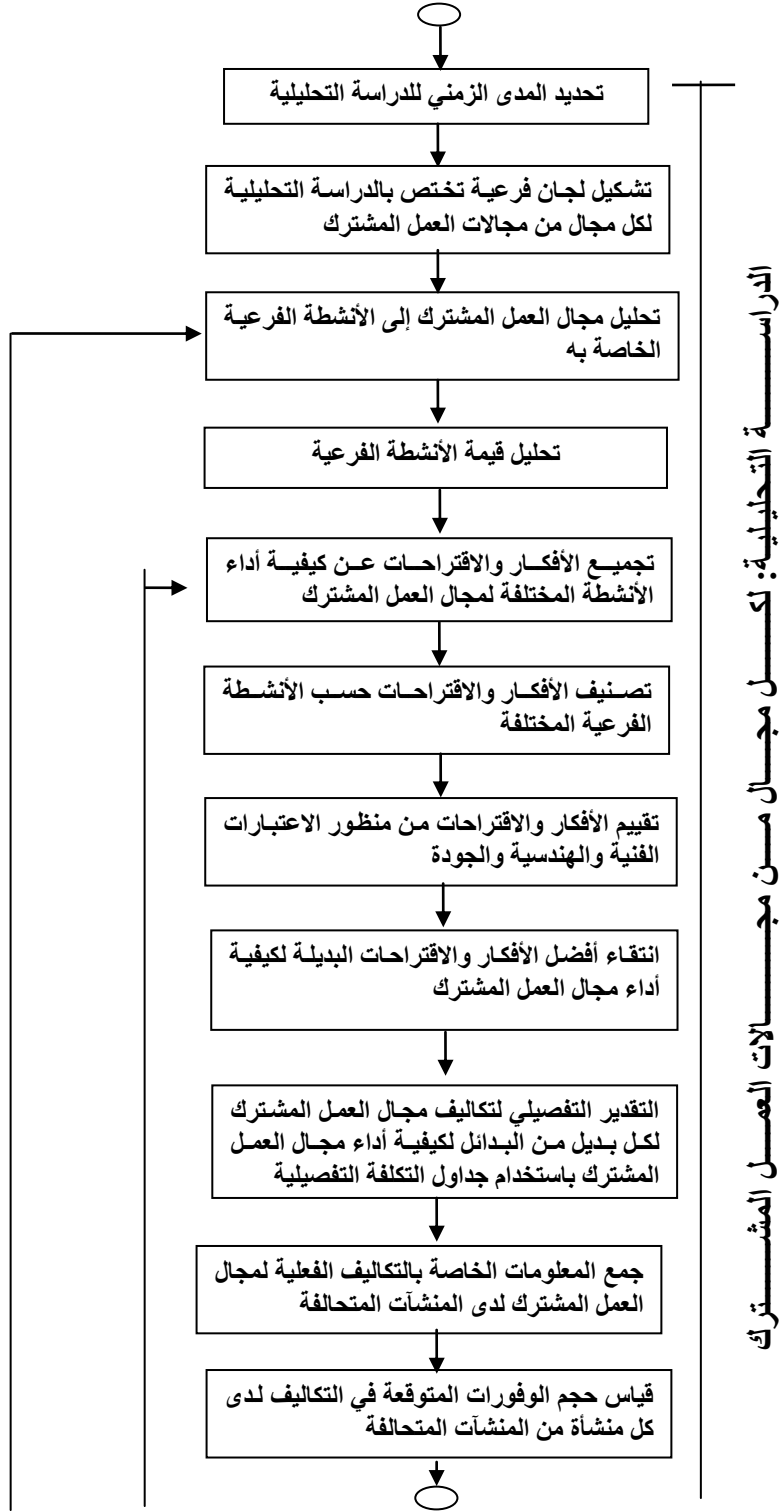 تحديد المدى الزمني للدراسة التحليلية
تشكيل لجان فرعية تختص بالدراسة التحليلية
لكل مجال من مجالات العمل المشترك
تحليل مجال العمل المشترك إلى الأنشطة الفرعية
الخاصة به
تحليل قيمة الأنشطة الفرعية
تجميع الأفكار والاقتراحات عن كيفية أداء
الأنشطة المختلفة لمجال العمل المشترك
تصنيف الأفكار والاقتراحات حسب الأنشطة
الفرعية المختلفة
تقييم الأفكار والاقتراحات من منظور الاعتبارات
الفنية والهندسية والجودة
انتقاء أفضل الأفكار والاقتراحات البديلة لكيفية
أداء مجال العمل المشترك
التقدير التفصيلي لتكاليف مجال العمل المشترك
لكل بديل من البدائل لكيفية أداء مجال العمل
المشترك باستخدام جداول التكلفة التفصيلية
جمع المعلومات الخاصة بالتكاليف الفعلية لمجال
العمل المشترك لدى المنشآت المتحالفة
قياس حجم الوفورات المتوقعة في التكاليف لدى
كل منشأة من المنشآت المتحالفة
الدراسة التحليلية: لكل مجال من مجالات العمل المشترك